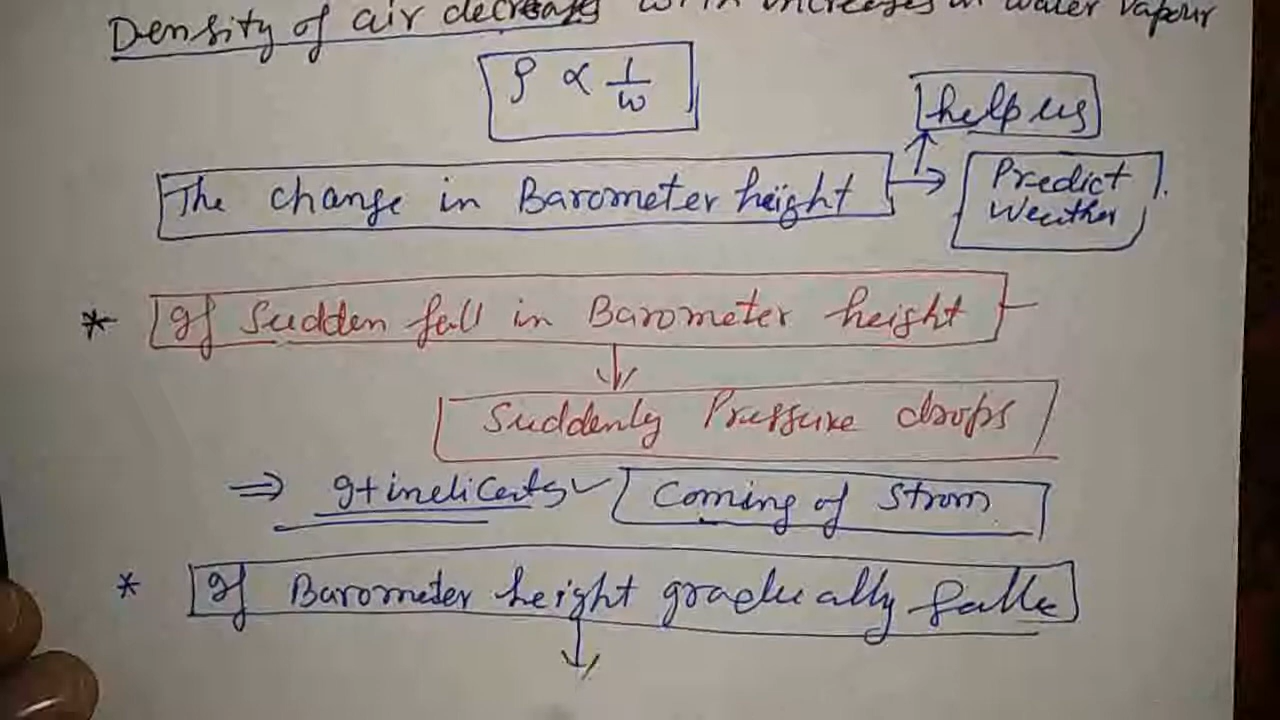 Density of air decreases with increases in water vapour
ρ ∝ 1/w
help us
The change in Barometer height → Predict
Weather
* If Sudden fall in Barometer height
Suddenly Pressure drops
⇒ It indicates Coming of Strom
* If Barometer height gradually falls